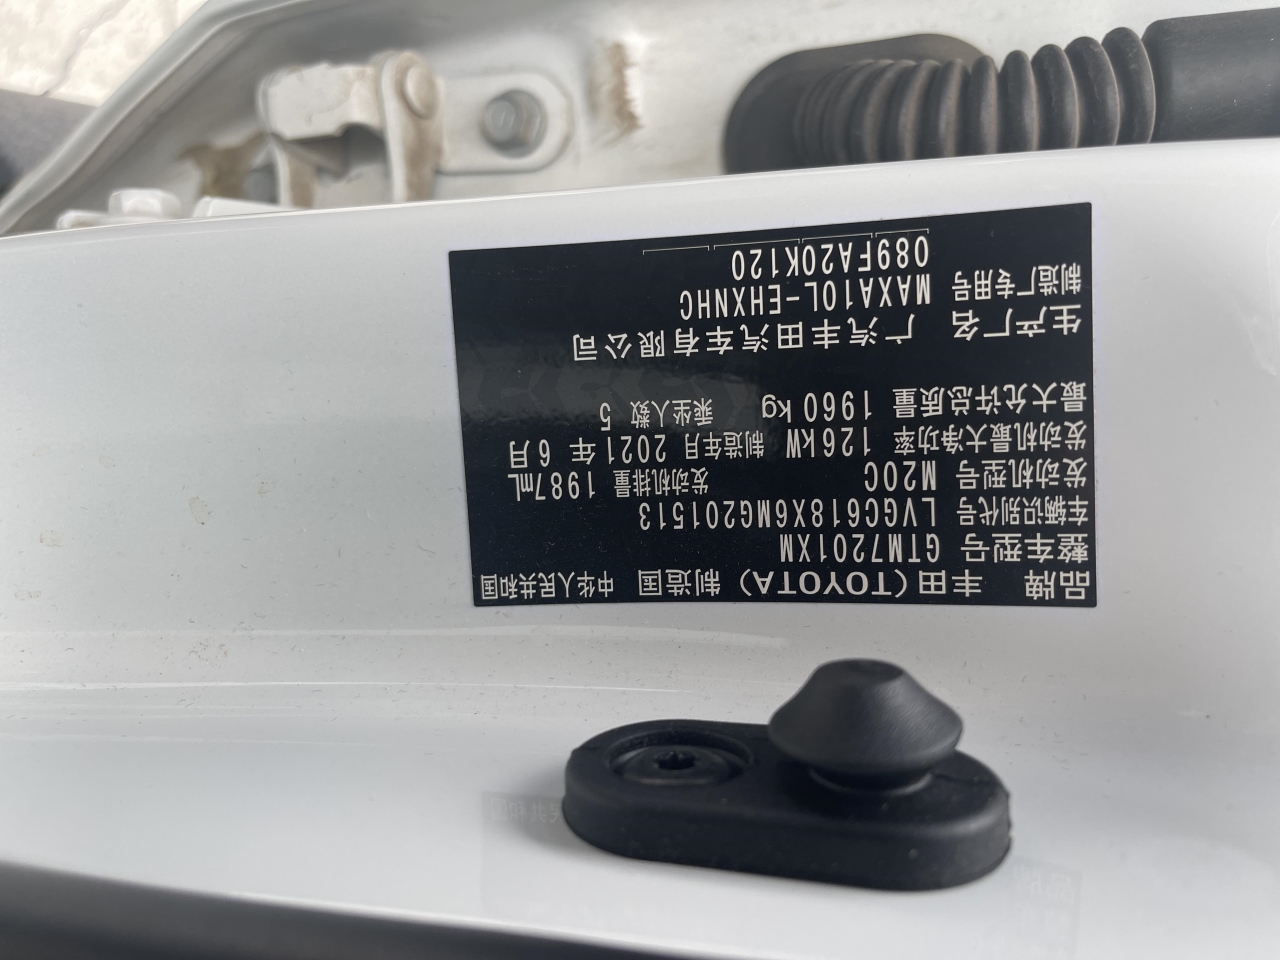 品牌 丰田(TOYOTA) 制造国 中华人民共和国
整车型号 GTM7201XM
车辆识别代号 LVGC618X6MG201513
发动机型号 M20C 发动机排量 1987mL
发动机最大净功率 126kW 制造年月 2021年6月
最大允许总质量 1960kg 乘坐人数 5
生产厂名 广汽丰田汽车有限公司
制造厂专用号 MAXA10L-EHXNHC
089FA20K120